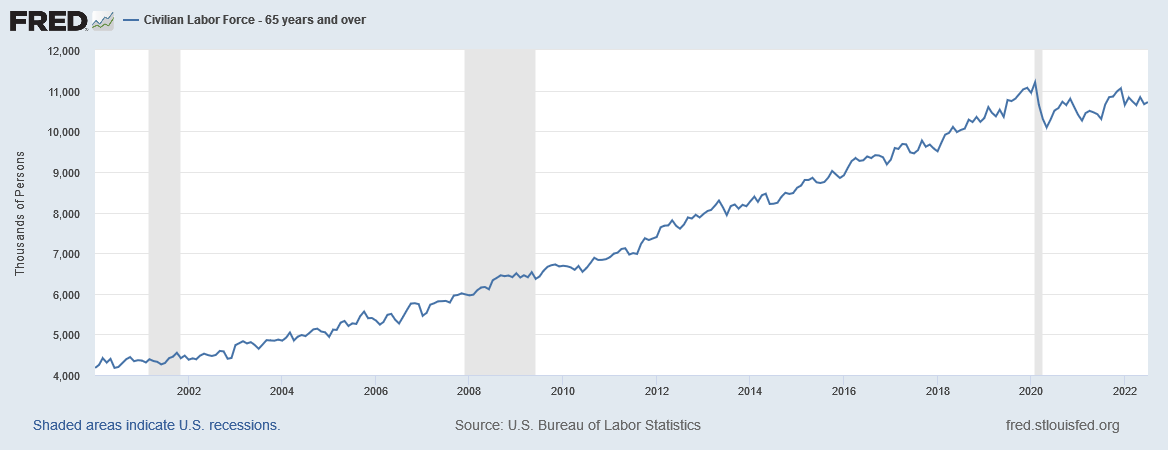 FRED
Civilian Labor Force - 65 years and over
Thousands of Persons
12,000
11,000
10,000
9,000
8,000
7,000
6,000
5,000
4,000
2002 2004 2006 2008 2010 2012 2014 2016 2018 2020 2022
Shaded areas indicate U.S. recessions. Source: U.S. Bureau of Labor Statistics fred.stlouisfed.org